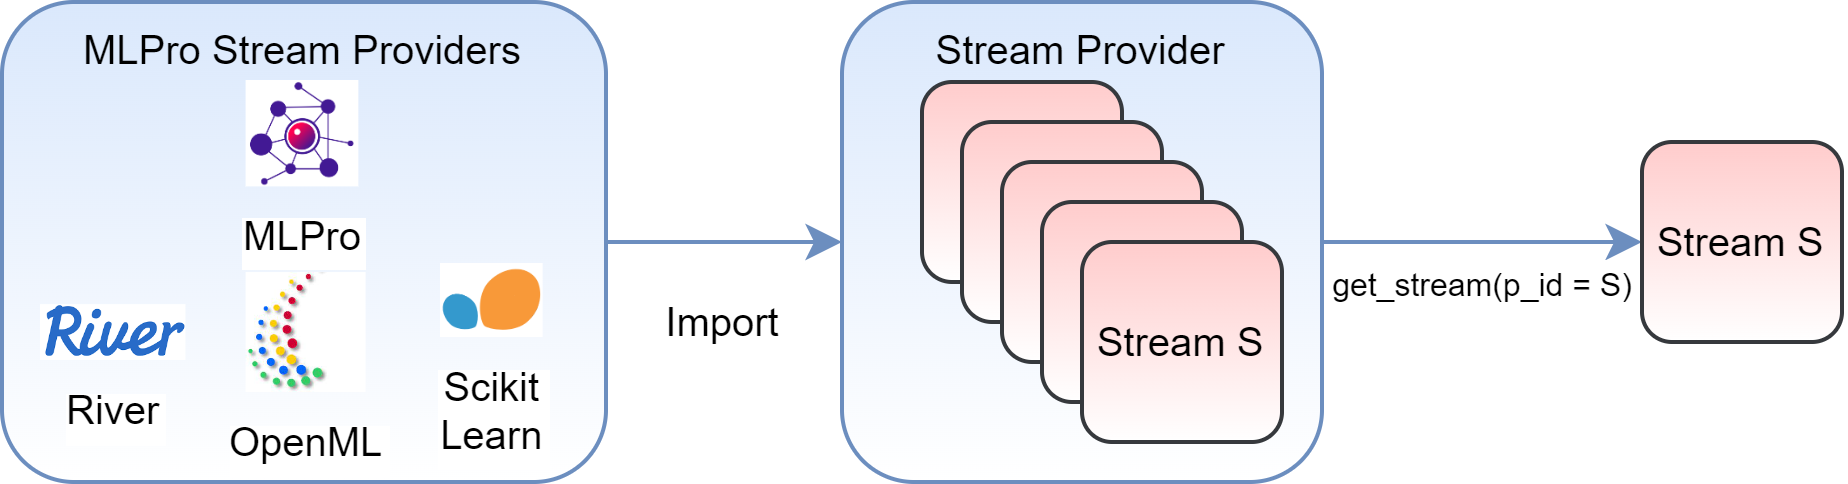 MLPro Stream Providers
MLPro
River
River
OpenML
Scikit
Learn
Import
Stream Provider
Stream S
get_stream(p_id = S)
Stream S